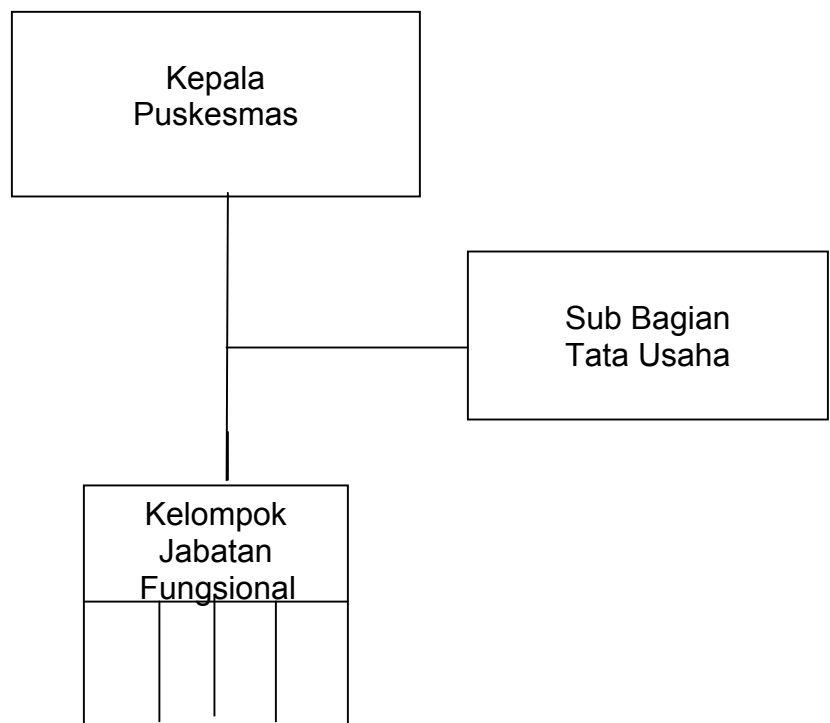 Kepala
Puskesmas
Sub Bagian
Tata Usaha
Kelompok
Jabatan
Fungsional